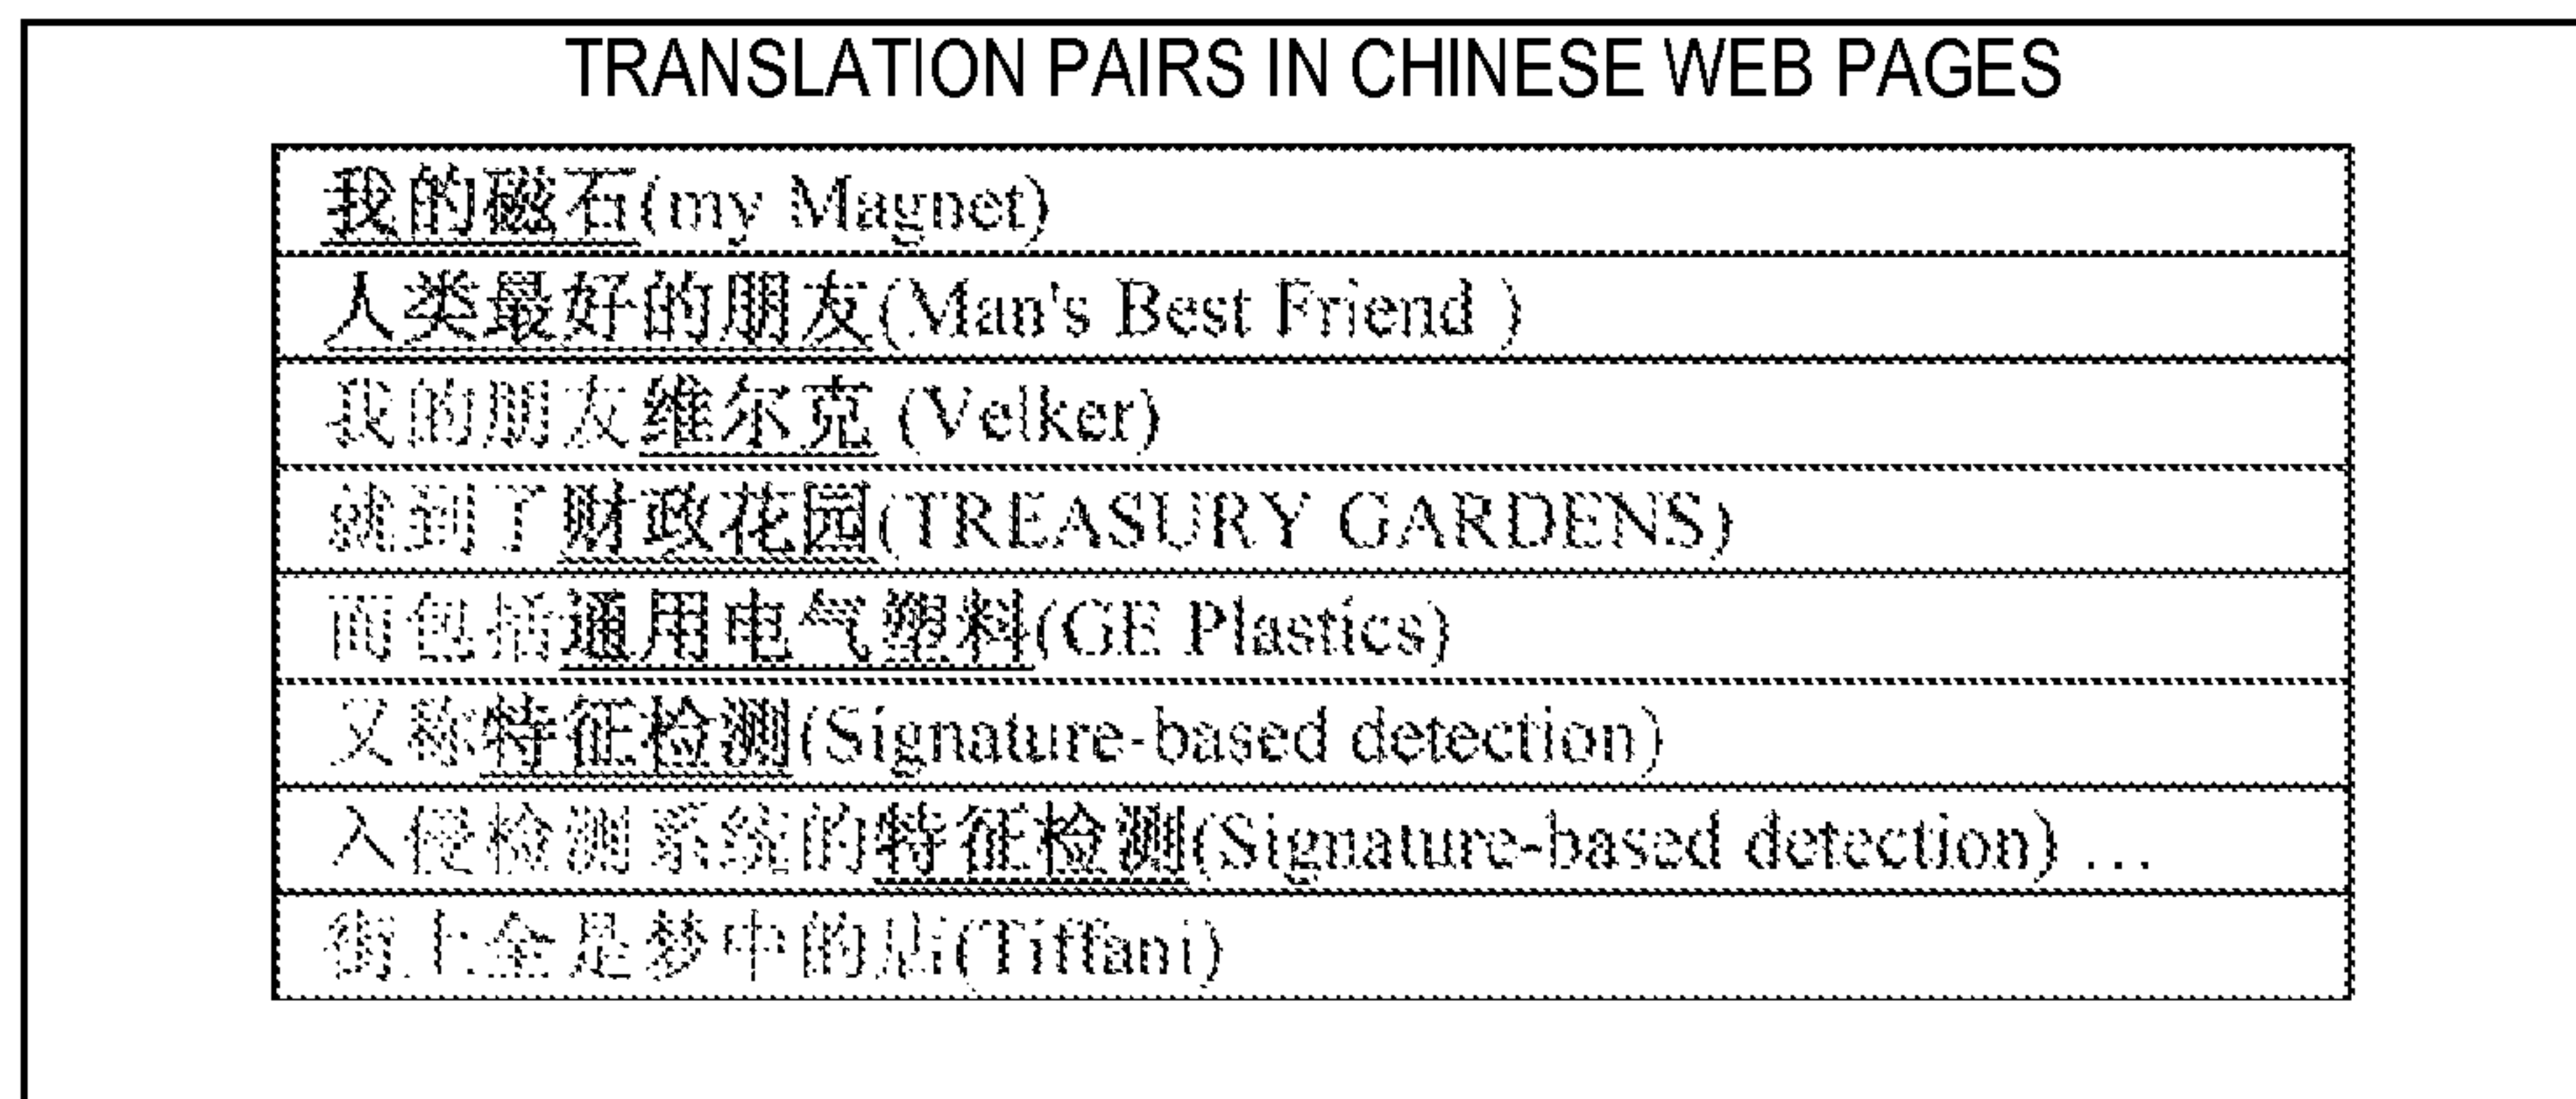 TRANSLATION PAIRS IN CHINESE WEB PAGES
我的磁石(my Magnet)
人类最好的朋友(Man's Best Friend )
我的朋友维尔克 (Velker)
就到了财政花园(TREASURY GARDENS)
而包括通用电气塑料(GE Plastics)
又称特征检测(Signature-based detection)
入侵检测系统的特征检测(Signature-based detection) …
街上全是梦中的(Tiffani)